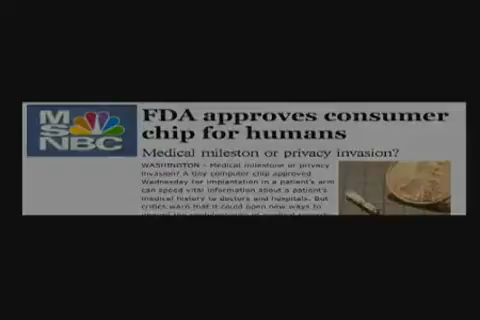 MSNBC
FDA approves consumer
chip for humans
Medical mileston or privacy invasion?
WASHINGTON - Medical milestone or privacy
invasion? A tiny computer chip approved
Wednesday for implantation in a patient's arm
can speed vital information about a patient's
medical history to doctors and hospitals. But
critics warn that it could open new ways to